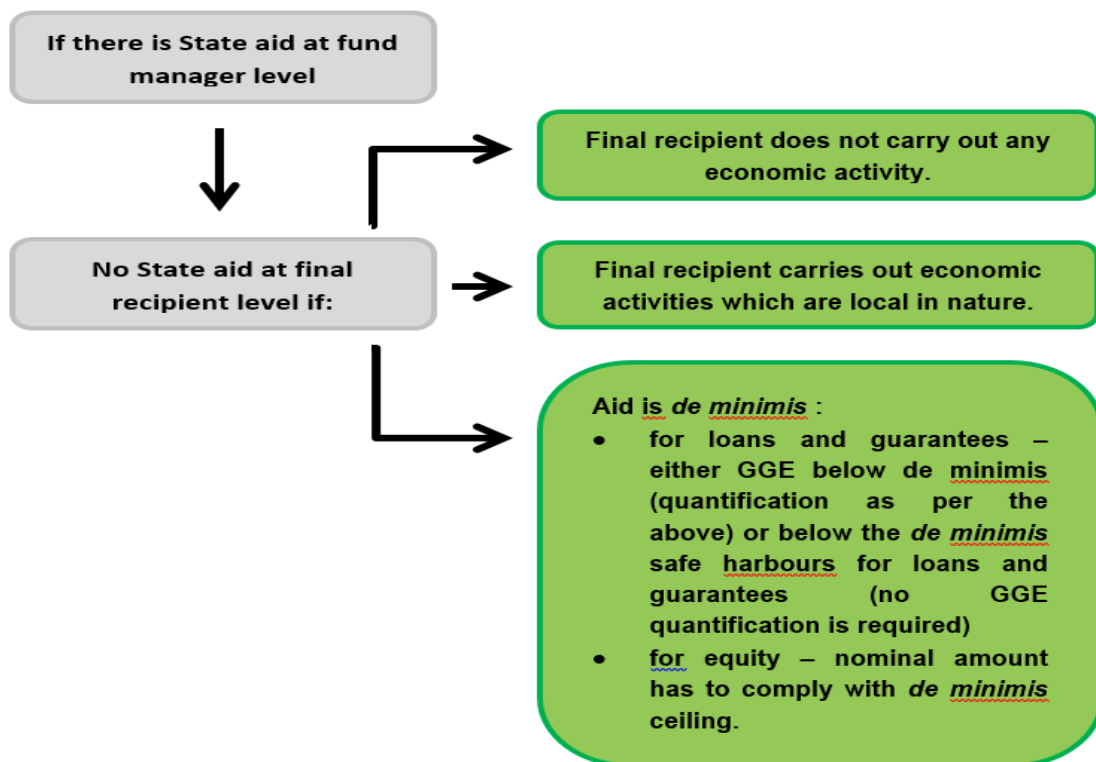 If there is State aid at fund
manager level
Final recipient does not carry out any
economic activity.
No State aid at final
recipient level if:
Final recipient carries out economic
activities which are local in nature.
Aid is de minimis :
• for loans and guarantees –
either GGE below de minimis
(quantification as per the
above) or below the de minimis
safe harbours for loans and
guarantees (no GGE
quantification is required)
• for equity – nominal amount
has to comply with de minimis
ceiling.